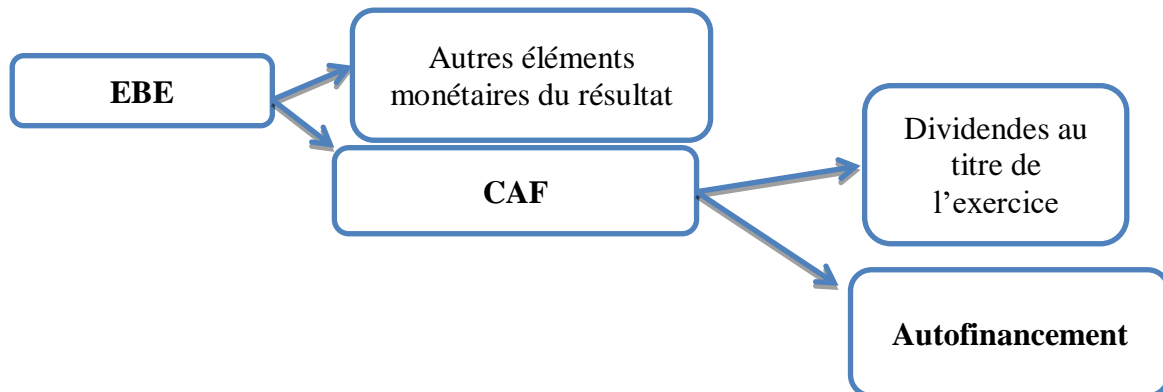 EBE
Autres éléments
monétaires du résultat
CAF
Dividendes au
titre de
l’exercice
Autofinancement